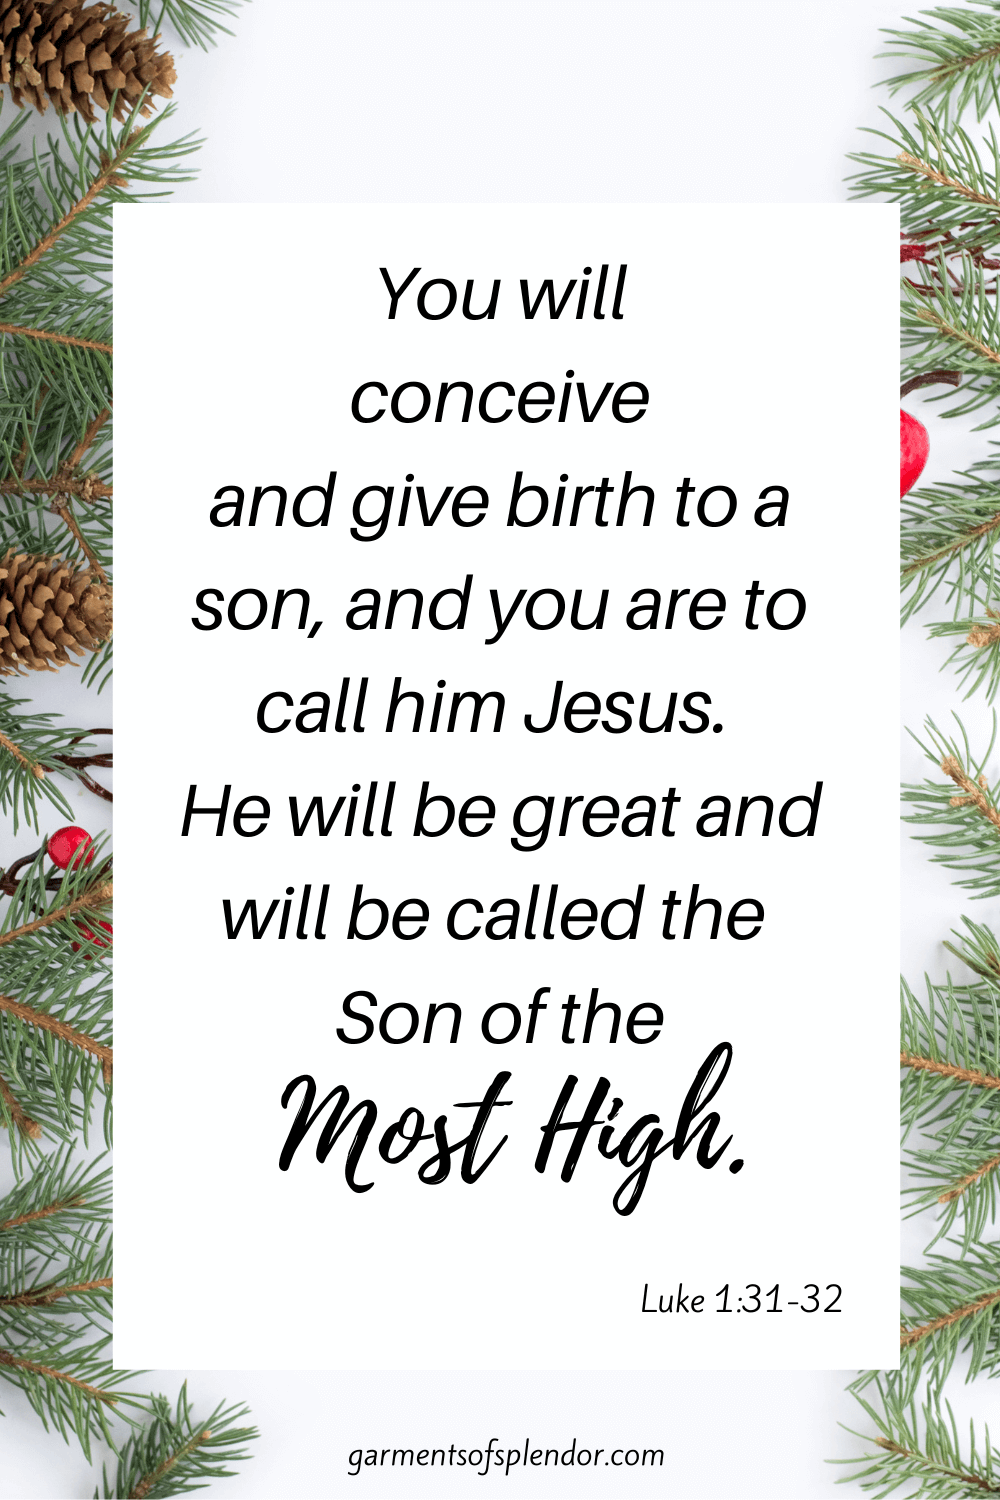 You will
conceive
and give birth to a
son, and you are to
call him Jesus.
He will be great and
will be called the
Son of the
Most High.
Luke 1:31-32
garmentsofsplendor.com